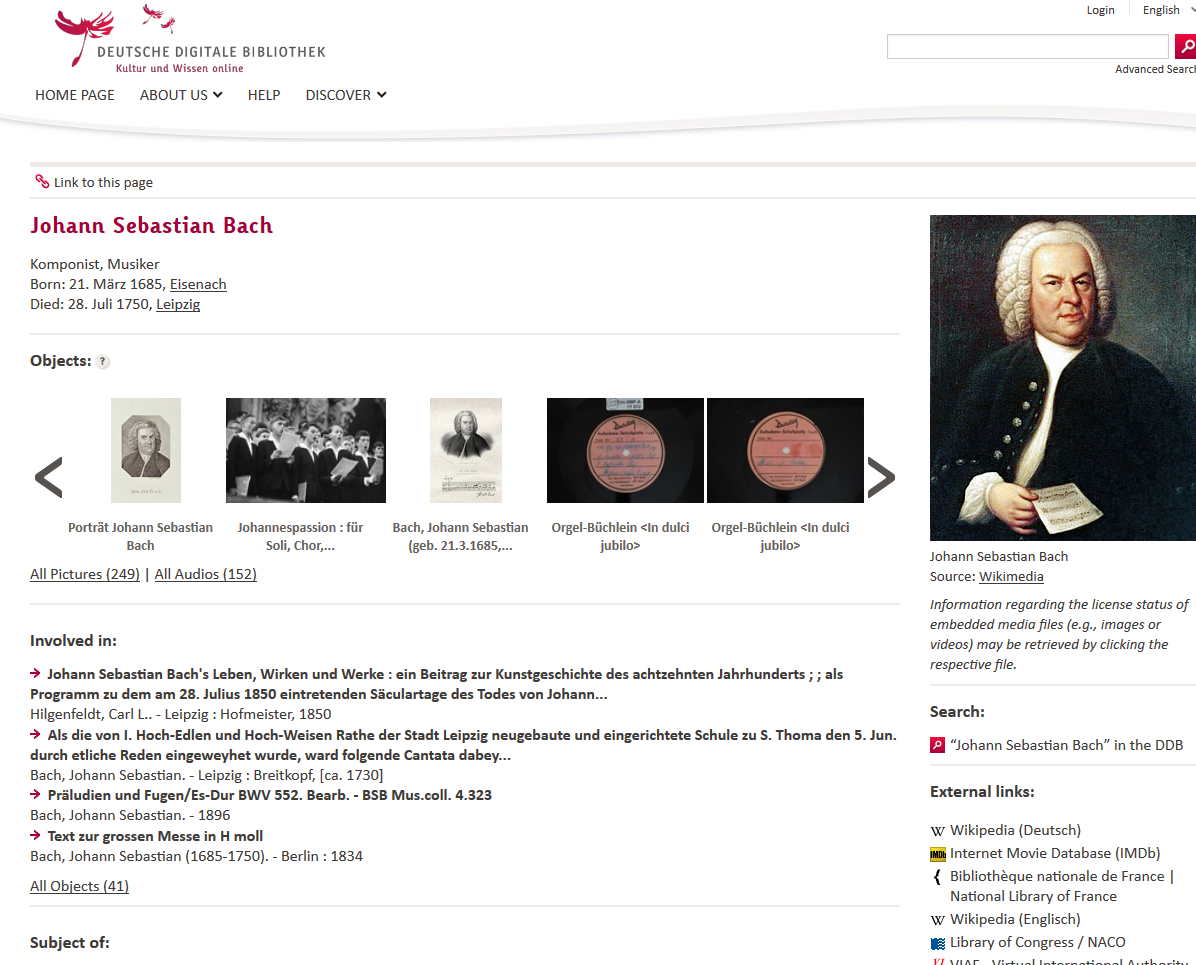 Login English
DEUTSCHE DIGITALE BIBLIOTHEK
Kultur und Wissen online
Advanced Search
HOME PAGE ABOUT US HELP DISCOVER
Link to this page
Johann Sebastian Bach
Komponist, Musiker
Born: 21. März 1685, Eisenach
Died: 28. Juli 1750, Leipzig
Objects: ?
Porträt Johann Sebastian
Bach
Johannespassion : für
Soli, Chor,...
Bach, Johann Sebastian
(geb. 21.3.1685,...
Orgel-Büchlein <In dulci
jubilo>
Orgel-Büchlein <In dulci
jubilo>
All Pictures (249) | All Audios (152)
Involved in:
Johann Sebastian Bach's Leben, Wirken und Werke : ein Beitrag zur Kunstgeschichte des achtzehnten Jahrhunderts ; ; als
Programm zu dem am 28. Julius 1850 eintretenden Säculartage des Todes von Johann...
Hilgenfeldt, Carl L.. - Leipzig : Hofmeister, 1850
Als die von I. Hoch-Edlen und Hoch-Weisen Rathe der Stadt Leipzig neugebaute und eingerichtete Schule zu S. Thoma den 5. Jun.
durch etliche Reden eingeweyhet wurde, ward folgende Cantata dabey...
Bach, Johann Sebastian. - Leipzig : Breitkopf, [ca. 1730]
Präludien und Fugen/Es-Dur BWV 552. Bearb. - BSB Mus.coll. 4.323
Bach, Johann Sebastian. - 1896
Text zur grossen Messe in H moll
Bach, Johann Sebastian (1685-1750). - Berlin : 1834
All Objects (41)
Subject of:
Johann Sebastian Bach
Source: Wikimedia
Information regarding the license status of
embedded media files (e.g., images or
videos) may be retrieved by clicking the
respective file.
Search:
“Johann Sebastian Bach” in the DDB
External links:
W Wikipedia (Deutsch)
IMDb Internet Movie Database (IMDb)
Bibliothèque nationale de France |
National Library of France
W Wikipedia (Englisch)
Library of Congress / NACO
VIAF - Virtual International Authority